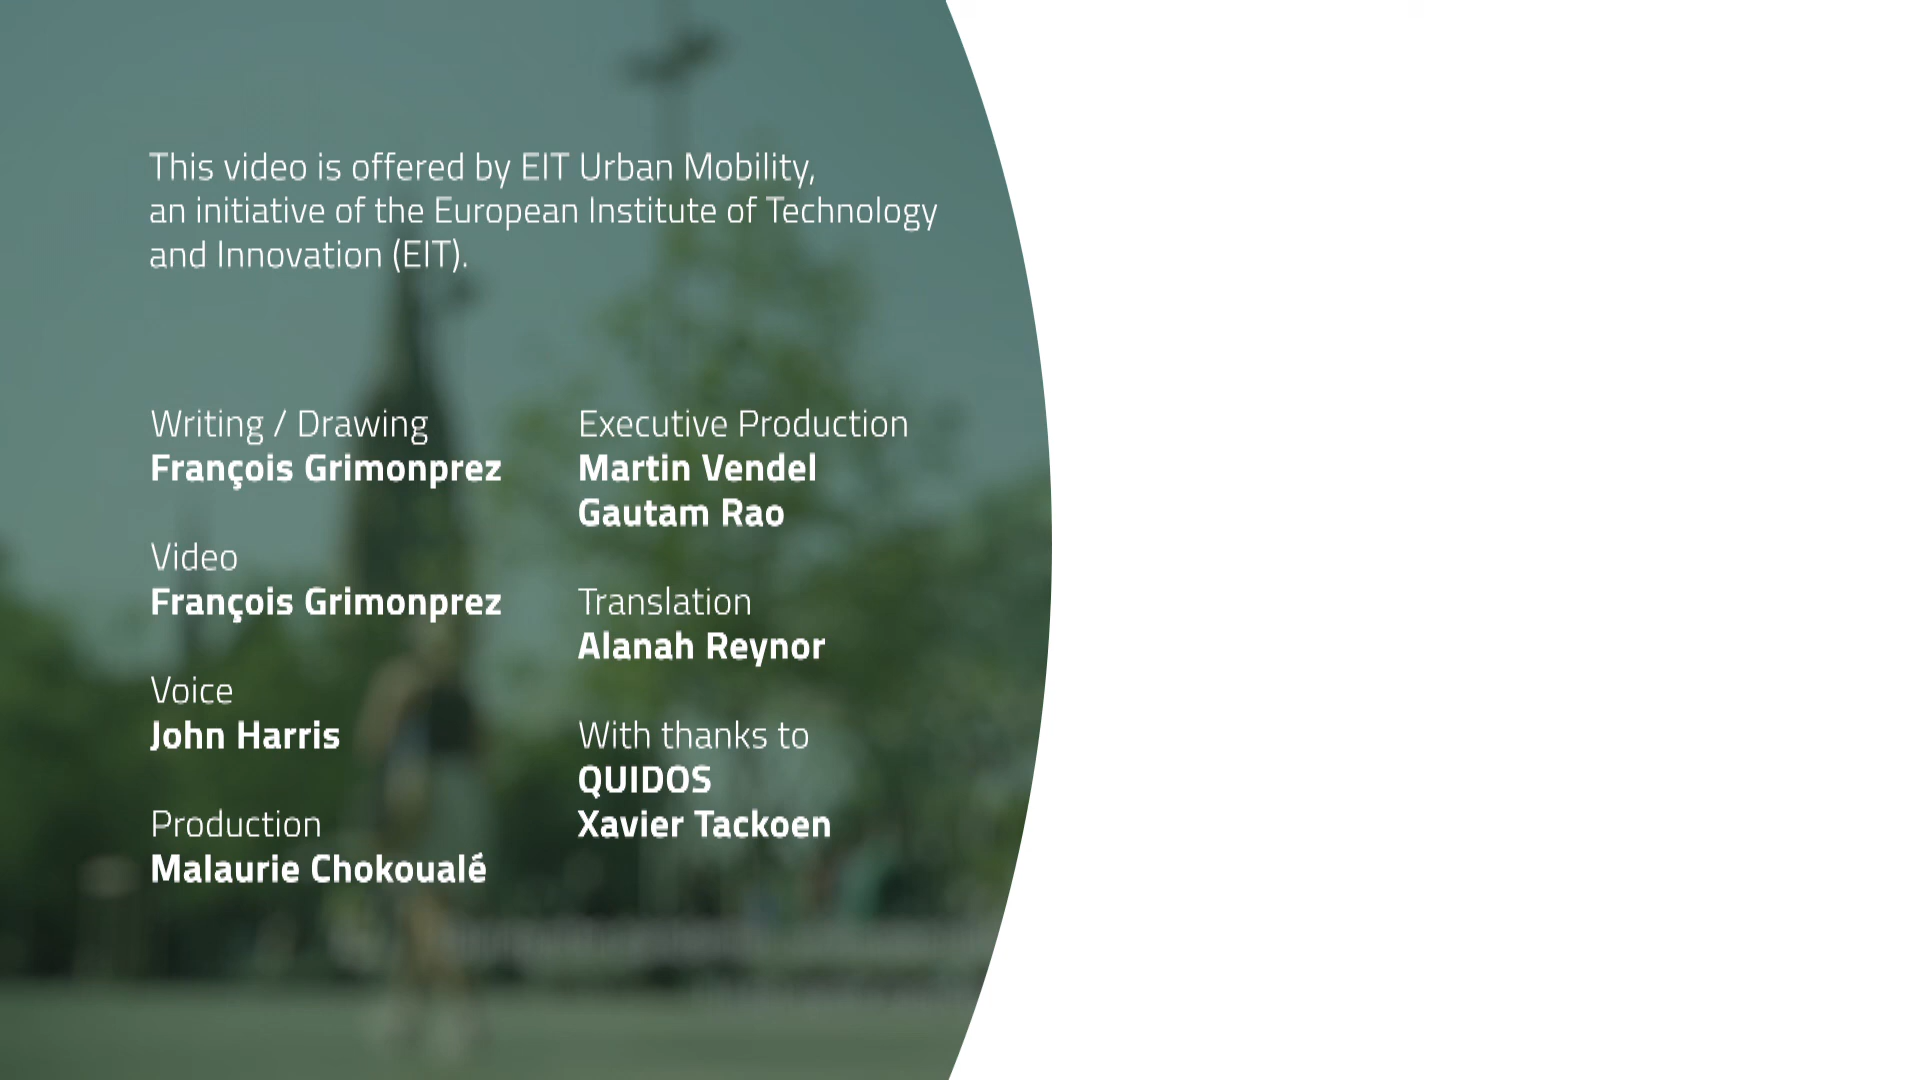 This video is offered by EIT Urban Mobility,
an initiative of the European Institute of Technology
and Innovation (EIT).
Writing / Drawing
François Grimonprez
Video
François Grimonprez
Voice
John Harris
Production
Malaurie Chokoualé
Executive Production
Martin Vendel
Gautam Rao
Translation
Alanah Reynor
With thanks to
QUIDOS
Xavier Tackoen